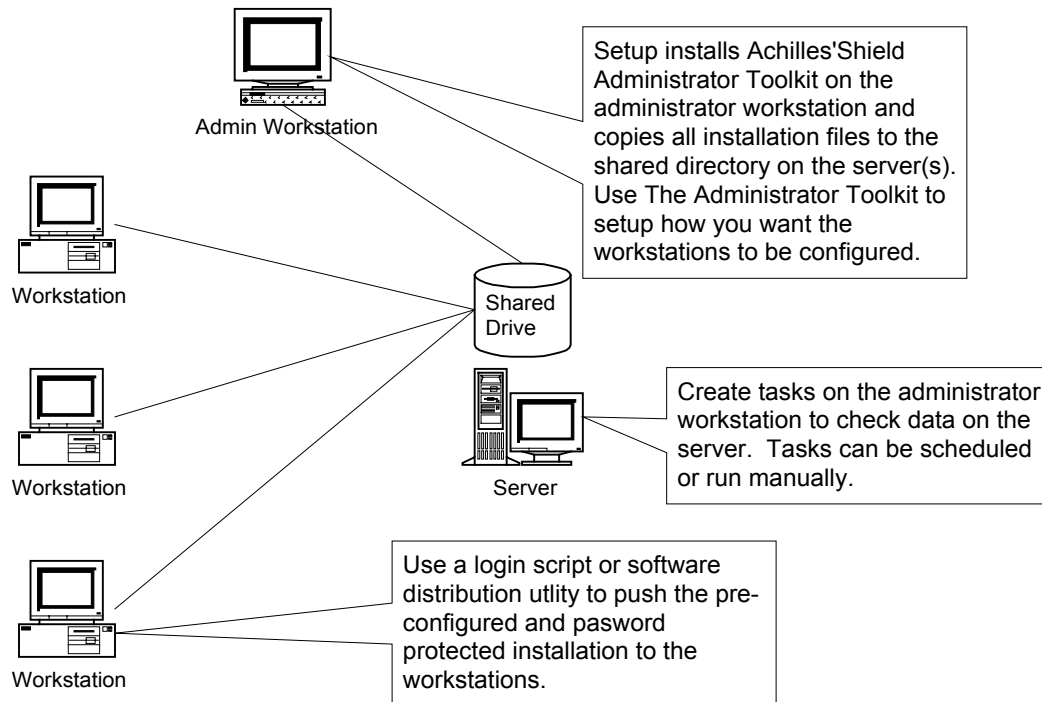 Setup installs Achilles'Shield
Administrator Toolkit on the
administrator workstation and
copies all installation files to the
shared directory on the server(s).
Use The Administrator Toolkit to
setup how you want the
workstations to be configured.
Admin Workstation
Workstation
Shared
Drive
Workstation
Server
Create tasks on the administrator
workstation to check data on the
server.  Tasks can be scheduled
or run manually.
Use a login script or software
distribution utlity to push the pre-
configured and pasword
protected installation to the
workstations.
Workstation